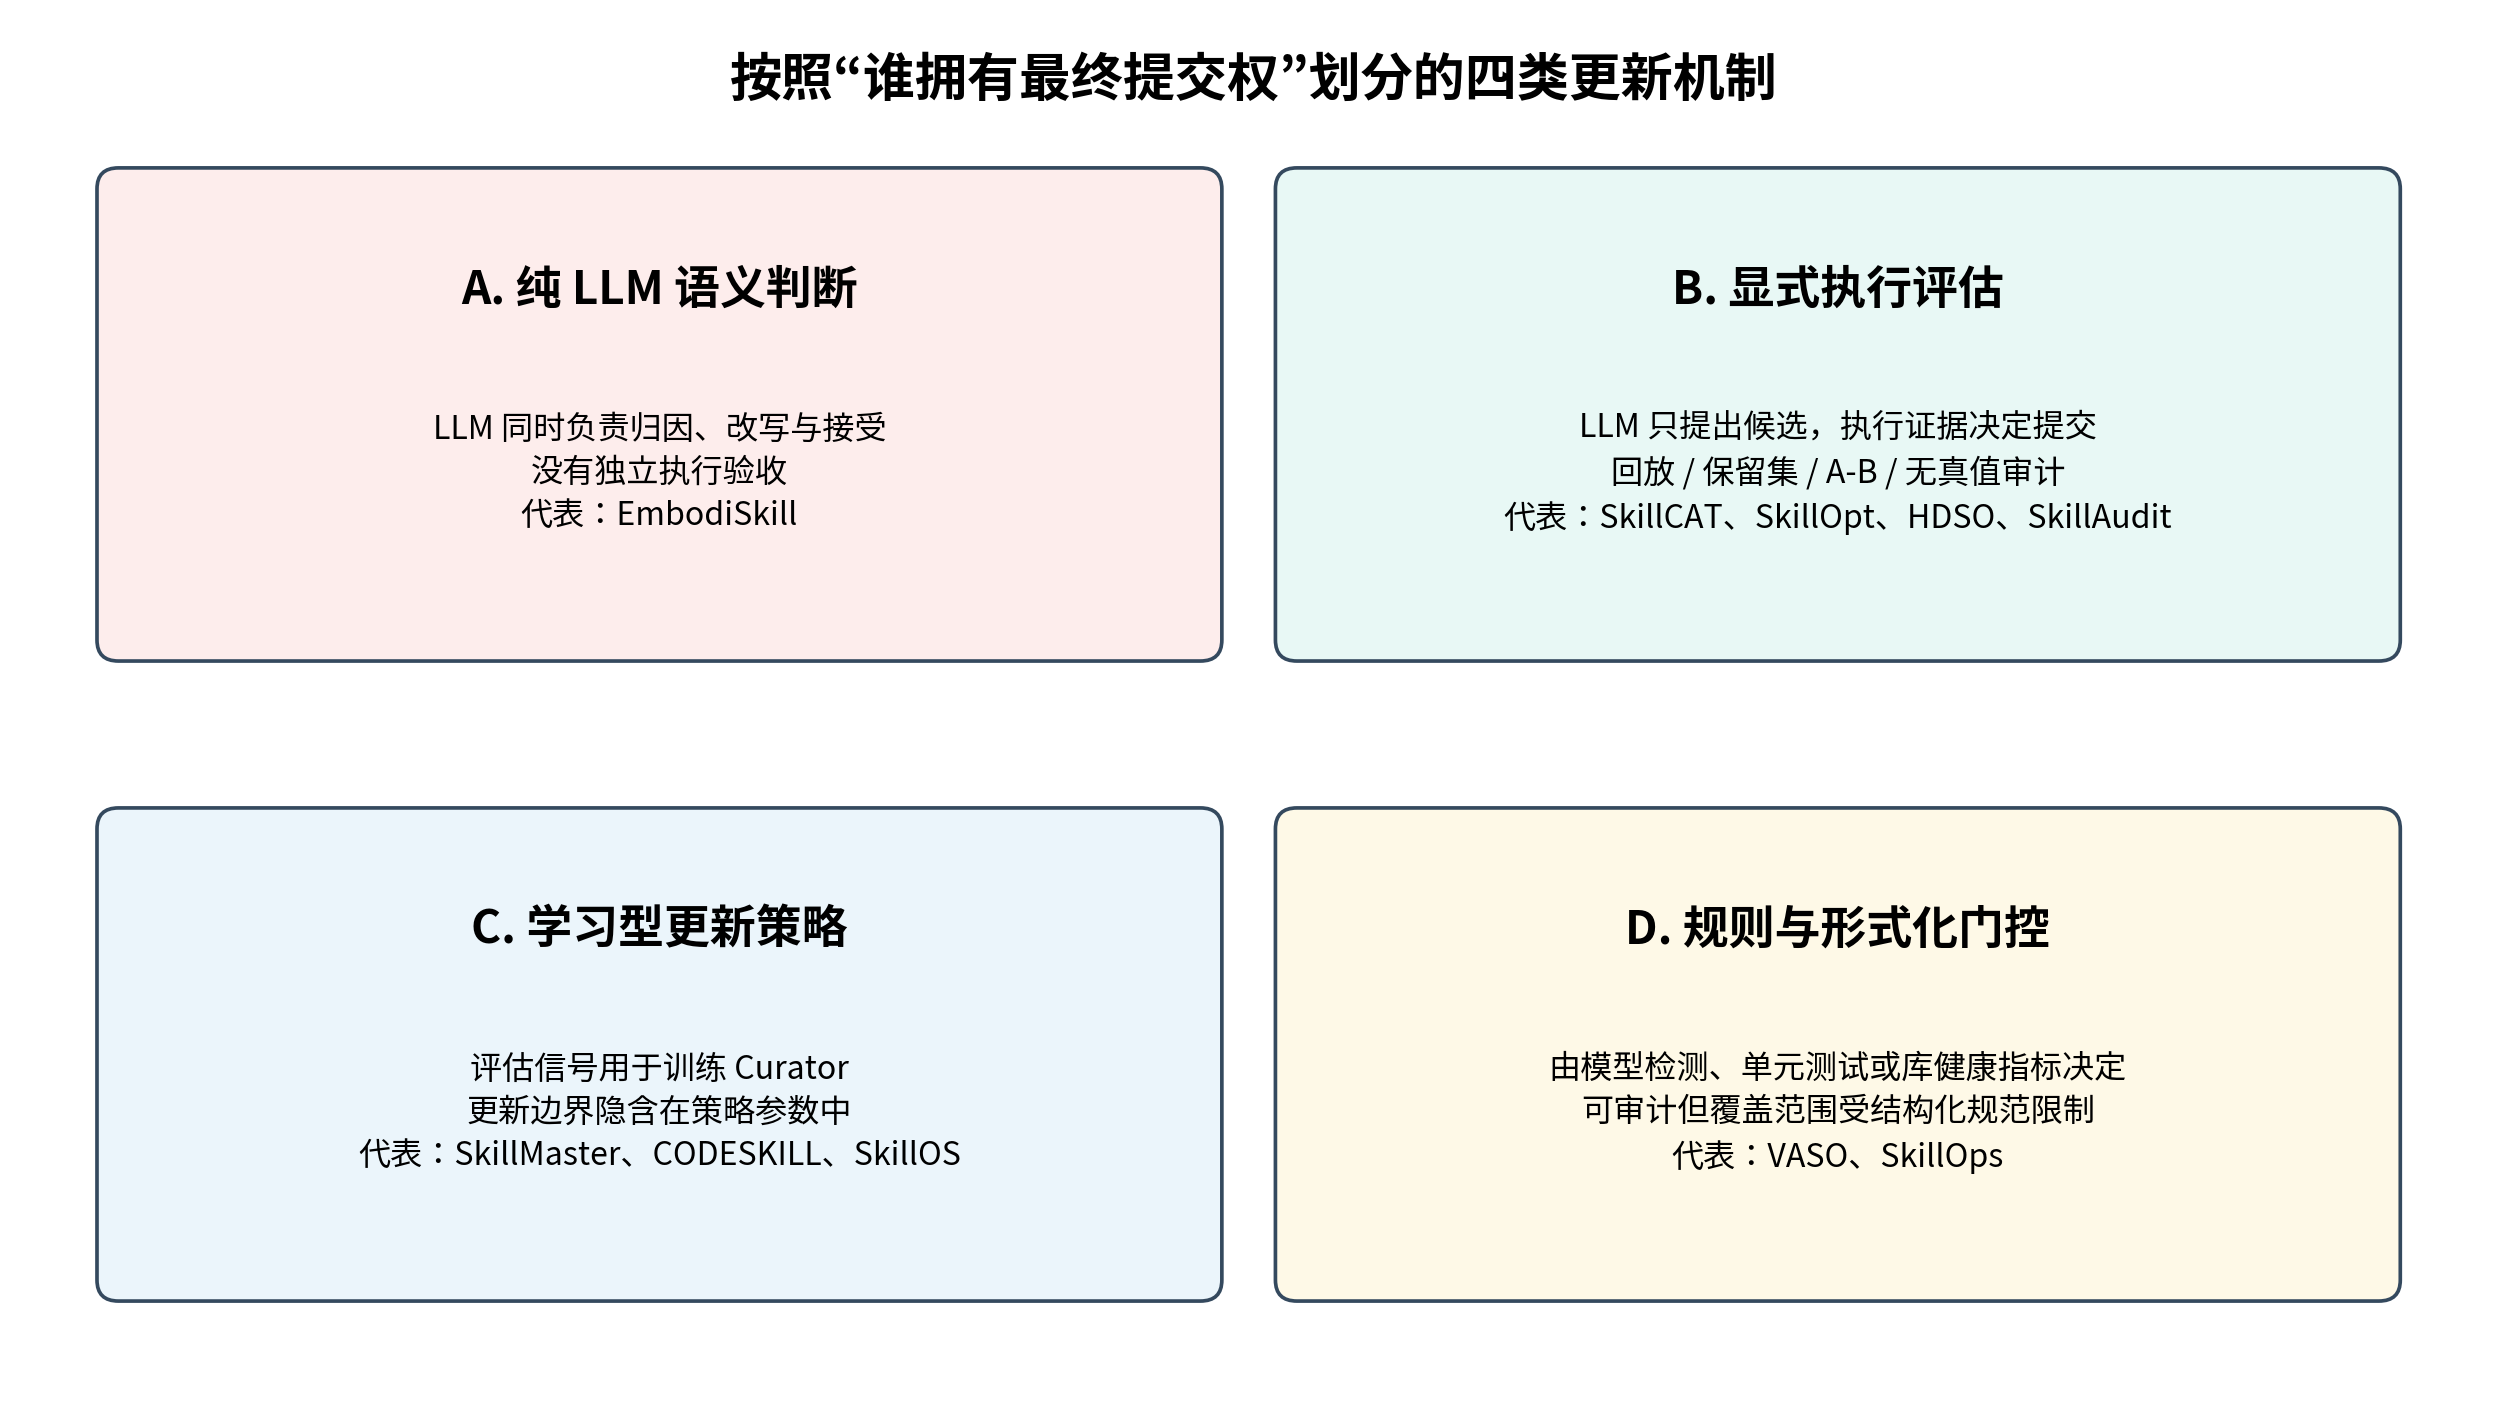 按照“谁拥有最终提交权”划分的四类更新机制
A. 纯 LLM 语义判断
LLM 同时负责归因、改写与接受
没有独立执行验收
代表：EmbodiSkill
B. 显式执行评估
LLM 只提出候选，执行证据决定提交
回放 / 保留集 / A-B / 无真值审计
代表：SkillCAT、SkillOpt、HDSO、SkillAudit
C. 学习型更新策略
评估信号用于训练 Curator
更新边界隐含在策略参数中
代表：SkillMaster、CODESKILL、SkillOS
D. 规则与形式化门控
由模型检测、单元测试或库健康指标决定
可审计但覆盖范围受结构化规范限制
代表：VASO、SkillOps